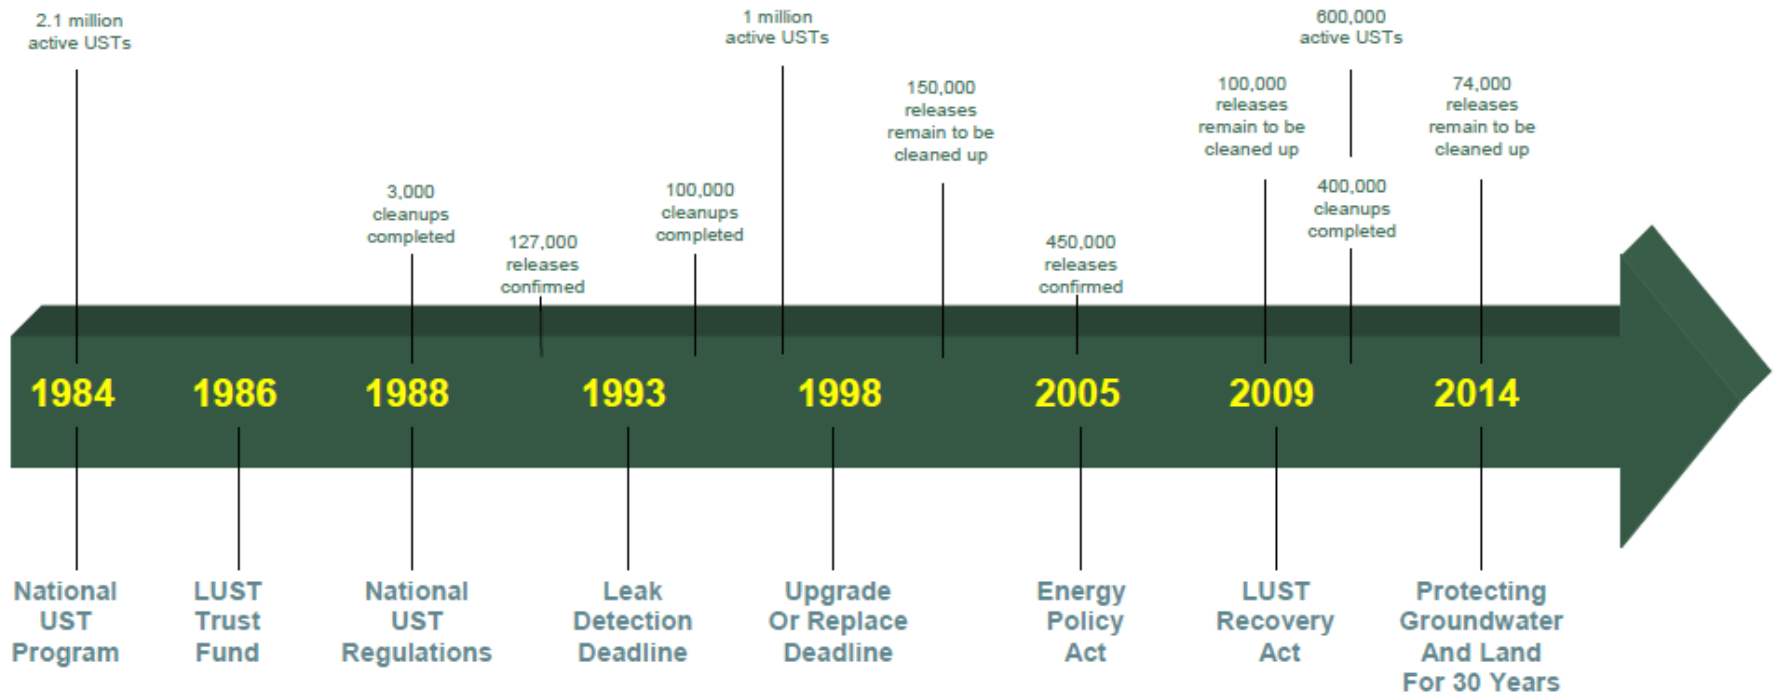 2.1 million
active USTs
1 million
active USTs
600,000
active USTs
150,000
releases
remain to be
cleaned up
100,000
releases
remain to be
cleaned up
74,000
releases
remain to be
cleaned up
3,000
cleanups
completed
127,000
releases
confirmed
100,000
cleanups
completed
450,000
releases
confirmed
400,000
cleanups
completed
1984 1986 1988 1993 1998 2005 2009 2014
National
UST
Program
LUST
Trust
Fund
National
UST
Regulations
Leak
Detection
Deadline
Upgrade
Or Replace
Deadline
Energy
Policy
Act
LUST
Recovery
Act
Protecting
Groundwater
And Land
For 30 Years